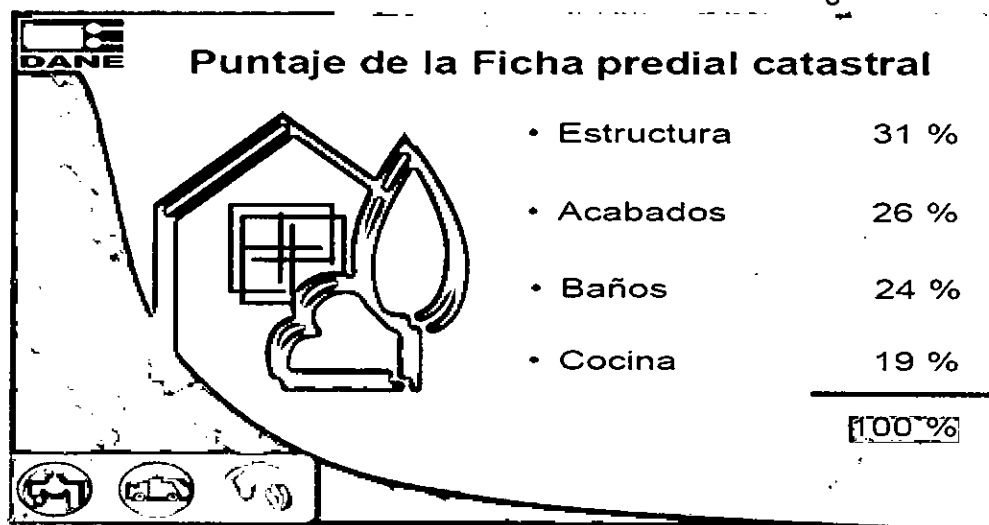 DANE
Puntaje de la Ficha predial catastral
• Estructura 31 %
• Acabados 26 %
• Baños 24 %
• Cocina 19 %
100 %